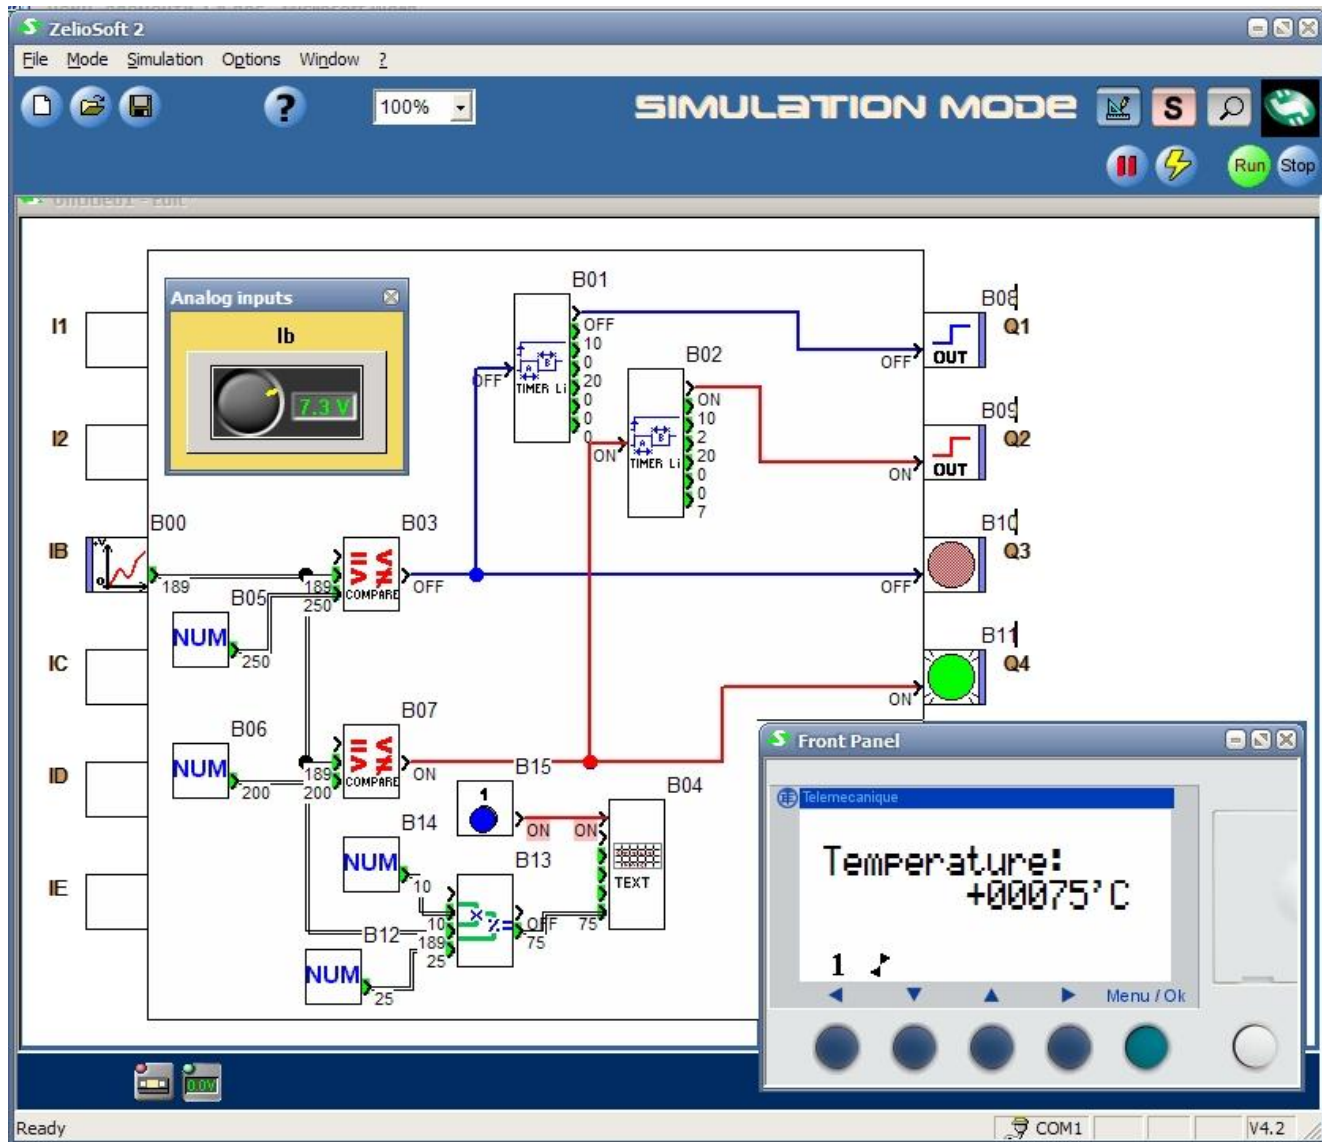 ZelioSoft 2
File Mode Simulation Options Window ?
100%
SIMULATION MODE
S
Run Stop
Untitled1 - Edit
Analog inputs
Ib
7.3 V
I1
I2
IB
IC
ID
IE
B00
189
B05
NUM
250
B06
NUM
200
B03
189
250
COMPARE
OFF
B07
189
200
COMPARE
ON
B01
OFF
TIMER Li
OFF
10
0
20
0
0
0
B02
ON
TIMER Li
ON
10
2
20
0
0
7
B15
1
ON
ON
B04
TEXT
75
B14
NUM
10
B13
10
189
25
OFF
75
B12
NUM
25
B08
Q1
OFF
OUT
B09
Q2
ON
OUT
B10
Q3
OFF
B11
Q4
ON
Front Panel
Telemecanique
Temperature:
+00075°C
1
Menu / Ok
0.0V
Ready
COM1
V4.2